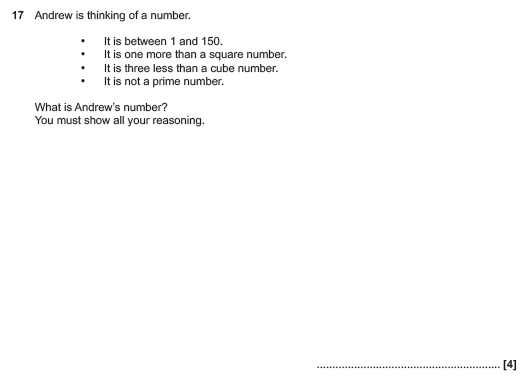 17 Andrew is thinking of a number.
• It is between 1 and 150.
• It is one more than a square number.
• It is three less than a cube number.
• It is not a prime number.
What is Andrew's number?
You must show all your reasoning.
............................................................ [4]